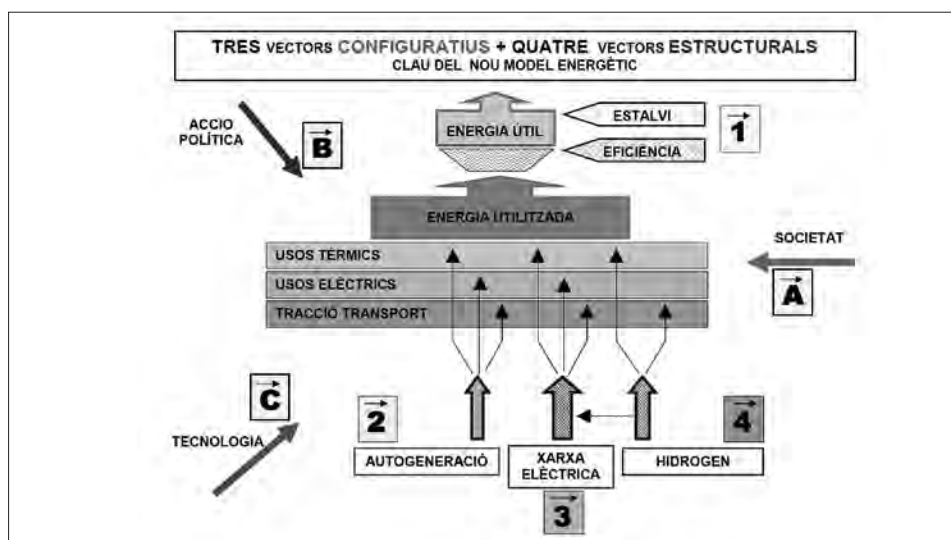 TRES VECTORS CONFIGURATIUS + QUATRE VECTORS ESTRUCTURALS
CLAU DEL NOU MODEL ENERGÈTIC
ACCIO
POLÍTICA
B
ENERGIA ÚTIL
ESTALVI
EFICIÈNCIA
1
ENERGIA UTILITZADA
SOCIETAT
A
USOS TÈRMICS
USOS ELÈCTRICS
TRACCIÓ TRANSPORT
C
TECNOLOGIA
2
4
AUTOGENERACIÓ
XARXA
ELÈCTRICA
HIDROGEN
3